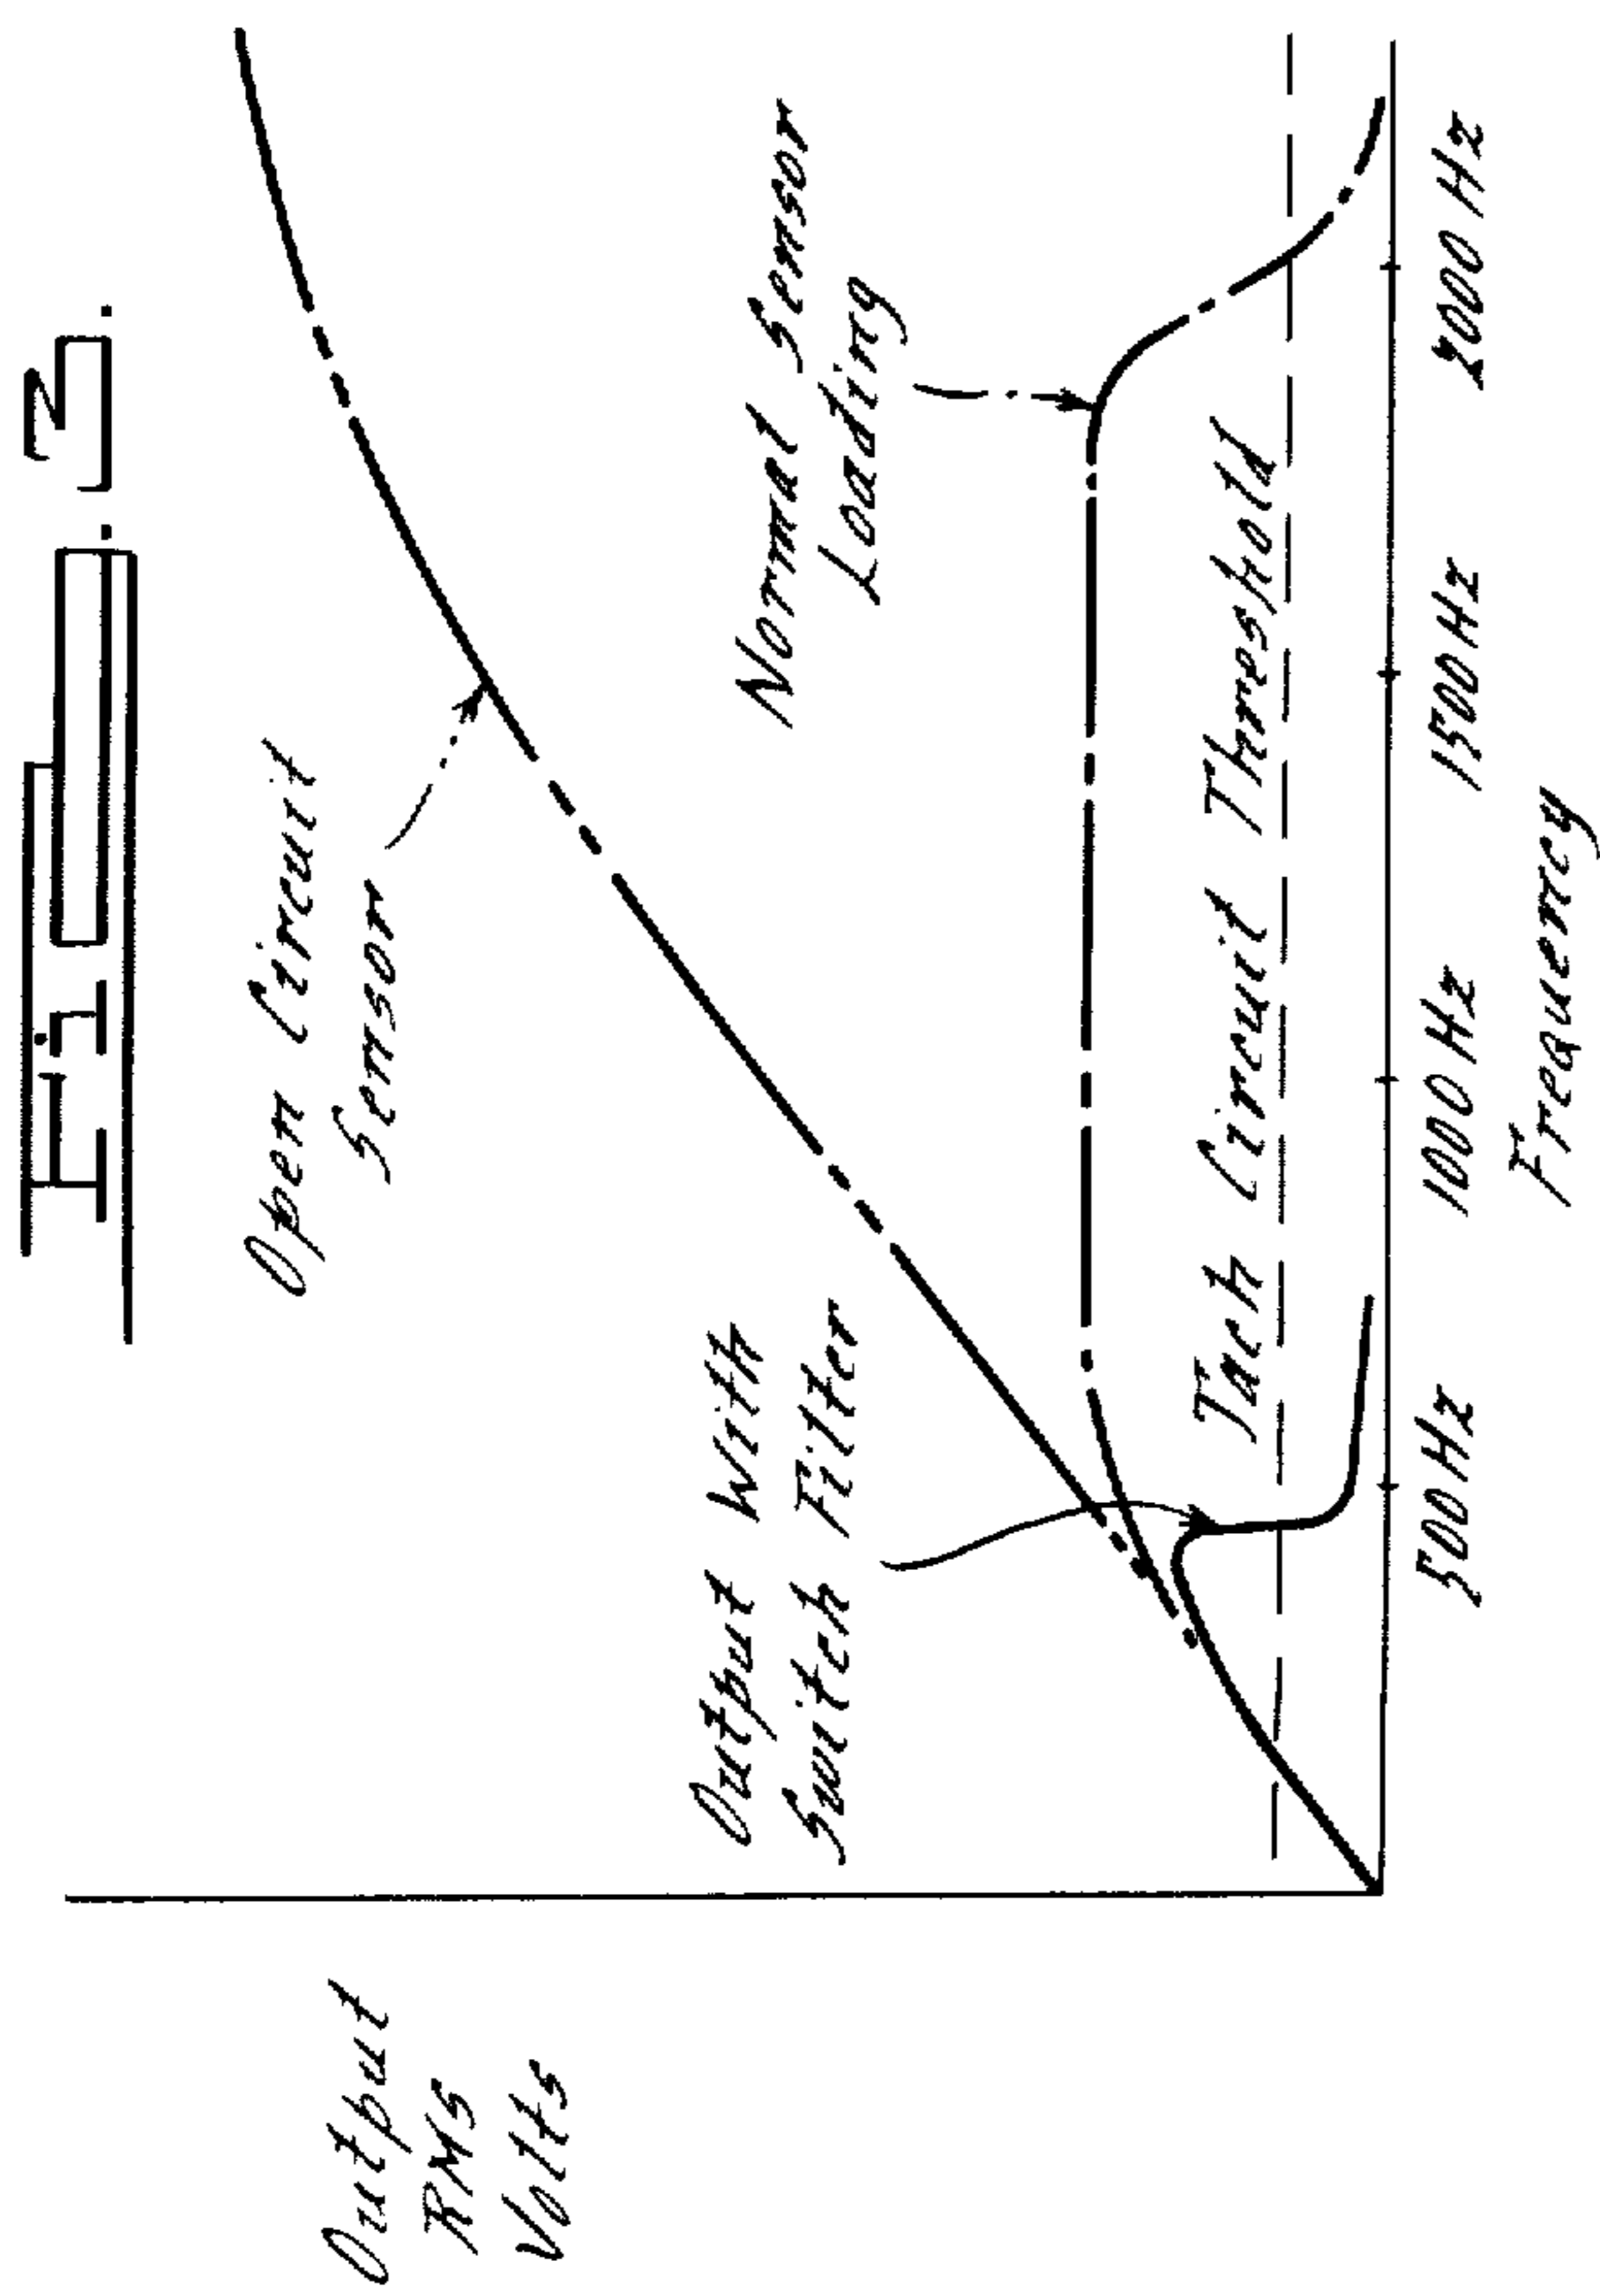 Fig. 3.
Output
RMS
Volts
Open Circuit
Sensor
Output With
Switch Filter
Normal Sensor
Loading
Tach Circuit Threshold
500 Hz
1000 Hz
1500 Hz
2000 Hz
Frequency